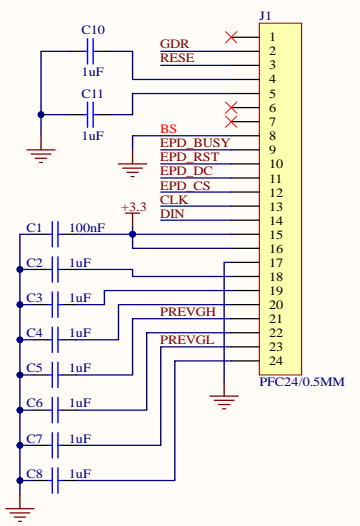 J1
C10
1uF
GDR
RESE
C11
1uF
BS
EPD_BUSY
EPD_RST
EPD_DC
EPD_CS
CLK
DIN
+3.3
C1 100nF
C2 1uF
C3 1uF
C4 1uF
C5 1uF
C6 1uF
C7 1uF
C8 1uF
PREVGH
PREVGL
1
2
3
4
5
6
7
8
9
10
11
12
13
14
15
16
17
18
19
20
21
22
23
24
PFC24/0.5MM